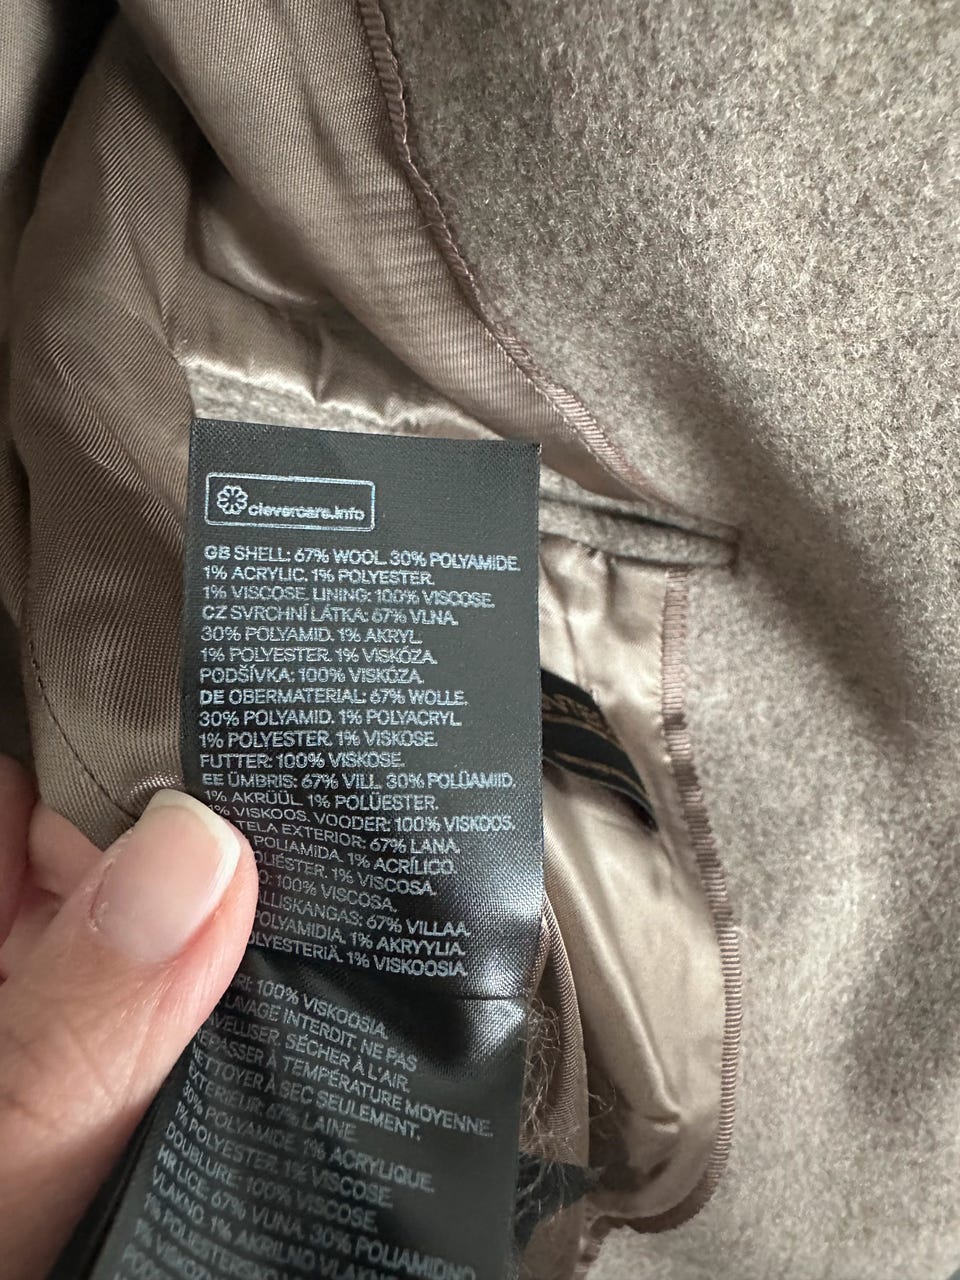 clevercare.info
GB SHELL: 67% WOOL. 30% POLYAMIDE.
1% ACRYLIC. 1% POLYESTER.
1% VISCOSE. LINING: 100% VISCOSE.
CZ SVRCHNÍ LÁTKA: 67% VLNA.
30% POLYAMID. 1% AKRYL.
1% POLYESTER. 1% VISKÓZA.
PODŠÍVKA: 100% VISKÓZA.
DE OBERMATERIAL: 67% WOLLE.
30% POLYAMID. 1% POLYACRYL.
1% POLYESTER. 1% VISKOSE.
FUTTER: 100% VISKOSE.
EE ÜMBRIS: 67% VILL. 30% POLÜAMIID.
1% AKRÜÜL. 1% POLÜESTER.
1% VISKOOS. VOODER: 100% VISKOOS.
TELA EXTERIOR: 67% LANA.
POLIAMIDA. 1% ACRÍLICO.
1% VISCOSA.
100% VISCOSA.
67% VILLAA.
POLYAMIDIA. 1% AKRYYLIA.
1% VISKOOSIA.
100% VISKOOSIA.
LAVAGE INTERDIT. NE PAS
SÉCHER À L'AIR.
REPASSER À TEMPÉRATURE MOYENNE.
NETTOYER À SEC SEULEMENT.
EXTÉRIEUR: 67% LAINE.
30% POLYAMIDE. 1% ACRYLIQUE.
1% POLYESTER. 1% VISCOSE.
DOUBLURE: 100% VISCOSE.
HR LICE: 67% VUNA. 30% POLIAMIDNO
VLAKNO. 1% AKRILNO